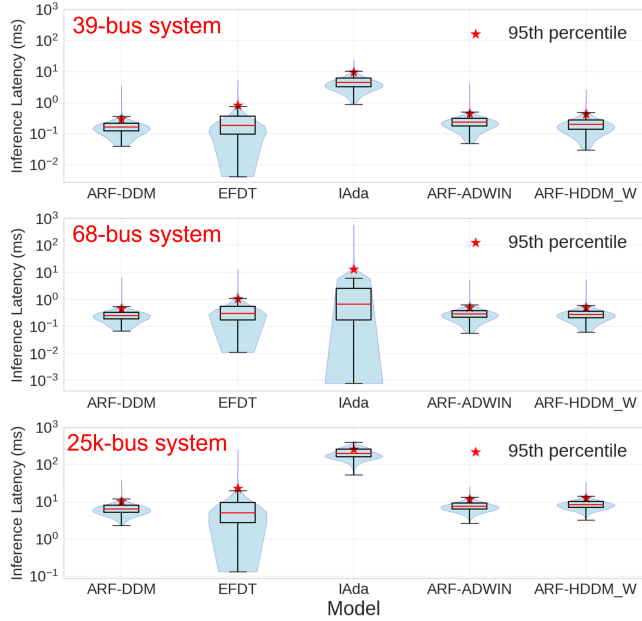 10³
39-bus system
95th percentile
10²
10¹
10⁰
10⁻¹
10⁻²
Inference Latency (ms)
ARF-DDM EFDT IAda ARF-ADWIN ARF-HDDM_W
10³
68-bus system
95th percentile
10²
10¹
10⁰
10⁻¹
10⁻²
10⁻³
Inference Latency (ms)
ARF-DDM EFDT IAda ARF-ADWIN ARF-HDDM_W
10³
25k-bus system
95th percentile
10²
10¹
10⁰
10⁻¹
Inference Latency (ms)
ARF-DDM EFDT IAda ARF-ADWIN ARF-HDDM_W
Model